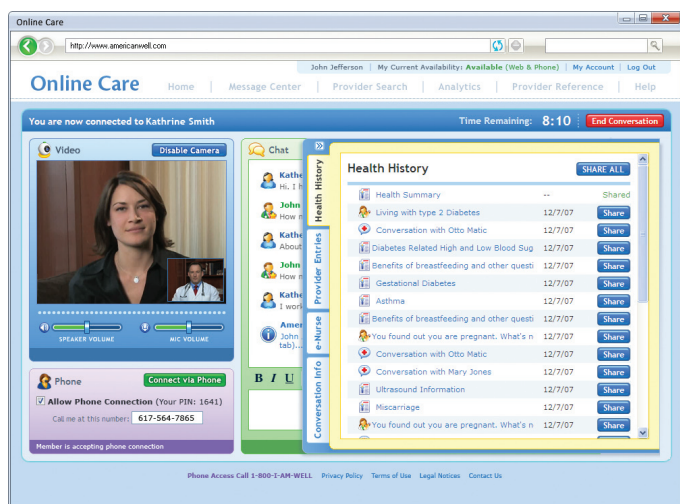 Online Care
http://www.americanwell.com
John Jefferson | My Current Availability: Available (Web & Phone) | My Account | Log Out
Online Care
Home | Message Center | Provider Search | Analytics | Provider Reference | Help
You are now connected to Kathrine Smith
Time Remaining: 8:10
End Conversation
Video
Disable Camera
SPEAKER VOLUME
MIC VOLUME
Phone
Connect via Phone
Allow Phone Connection (Your PIN: 1641)
Call me at this number: 617-564-7865
Member is accepting phone connection
Chat
Kathe
Hi. I h
John
How n
Kathe
About
John
How n
Kathe
I work
Amer
John
tab)...
B I U
Health History
Provider Entries
e-Nurse
Conversation Info
Health History
SHARE ALL
Health Summary -- Shared
Living with type 2 Diabetes 12/7/07 Share
Conversation with Otto Matic 12/7/07 Share
Diabetes Related High and Low Blood Sug 12/7/07 Share
Benefits of breastfeeding and other questi 12/7/07 Share
Gestational Diabetes 12/7/07 Share
Asthma 12/7/07 Share
Benefits of breastfeeding and other questi 12/7/07 Share
You found out you are pregnant. What's n 12/7/07 Share
Conversation with Otto Matic 12/7/07 Share
Conversation with Mary Jones 12/7/07 Share
Ultrasound Information 12/7/07 Share
Miscarriage 12/7/07 Share
You found out you are pregnant. What's n 12/7/07 Share
Phone Access Call 1-800-I-AM-WELL Privacy Policy Terms of Use Legal Notices Contact Us